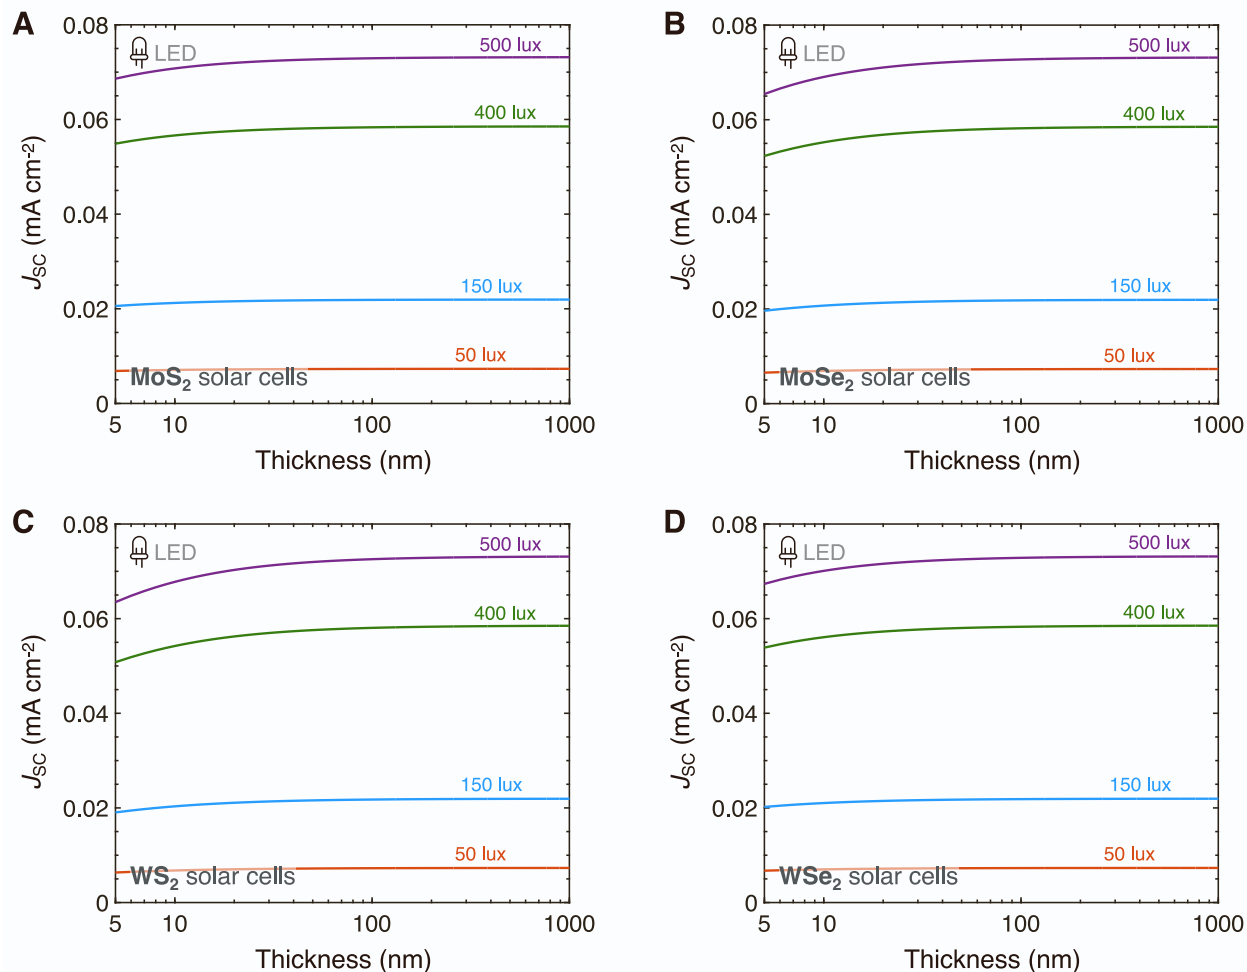 A
0.08
0.06
0.04
0.02
0
J_SC (mA cm⁻²)
LED
500 lux
400 lux
150 lux
50 lux
MoS₂ solar cells
5 10 100 1000
Thickness (nm)
B
0.08
0.06
0.04
0.02
0
J_SC (mA cm⁻²)
LED
500 lux
400 lux
150 lux
50 lux
MoSe₂ solar cells
5 10 100 1000
Thickness (nm)
C
0.08
0.06
0.04
0.02
0
J_SC (mA cm⁻²)
LED
500 lux
400 lux
150 lux
50 lux
WS₂ solar cells
5 10 100 1000
Thickness (nm)
D
0.08
0.06
0.04
0.02
0
J_SC (mA cm⁻²)
LED
500 lux
400 lux
150 lux
50 lux
WSe₂ solar cells
5 10 100 1000
Thickness (nm)